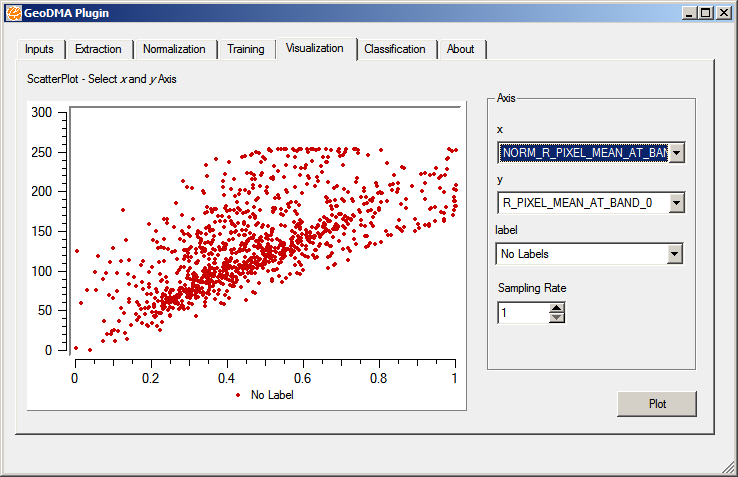 GeoDMA Plugin
Inputs Extraction Normalization Training Visualization Classification About
ScatterPlot - Select x and y Axis
Axis
x
NORM_R_PIXEL_MEAN_AT_BAN
y
R_PIXEL_MEAN_AT_BAND_0
label
No Labels
Sampling Rate
1
300
250
200
150
100
50
0
0 0.2 0.4 0.6 0.8 1
No Label
Plot